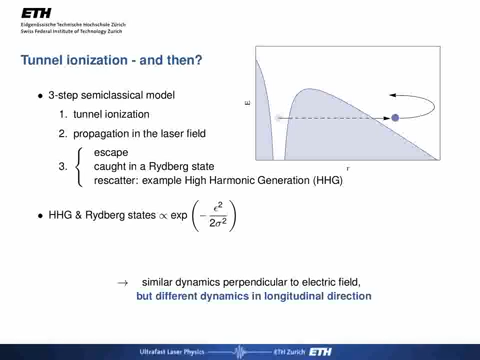 ETH
Eidgenössische Technische Hochschule Zürich
Swiss Federal Institute of Technology Zurich
Tunnel ionization - and then?
• 3-step semiclassical model
1. tunnel ionization
2. propagation in the laser field
3. { escape
caught in a Rydberg state
rescatter: example High Harmonic Generation (HHG)
E
r
• HHG & Rydberg states ∝ exp(−ϵ²/2σ²)
→ similar dynamics perpendicular to electric field,
but different dynamics in longitudinal direction
Ultrafast Laser Physics ETH Zurich ETH